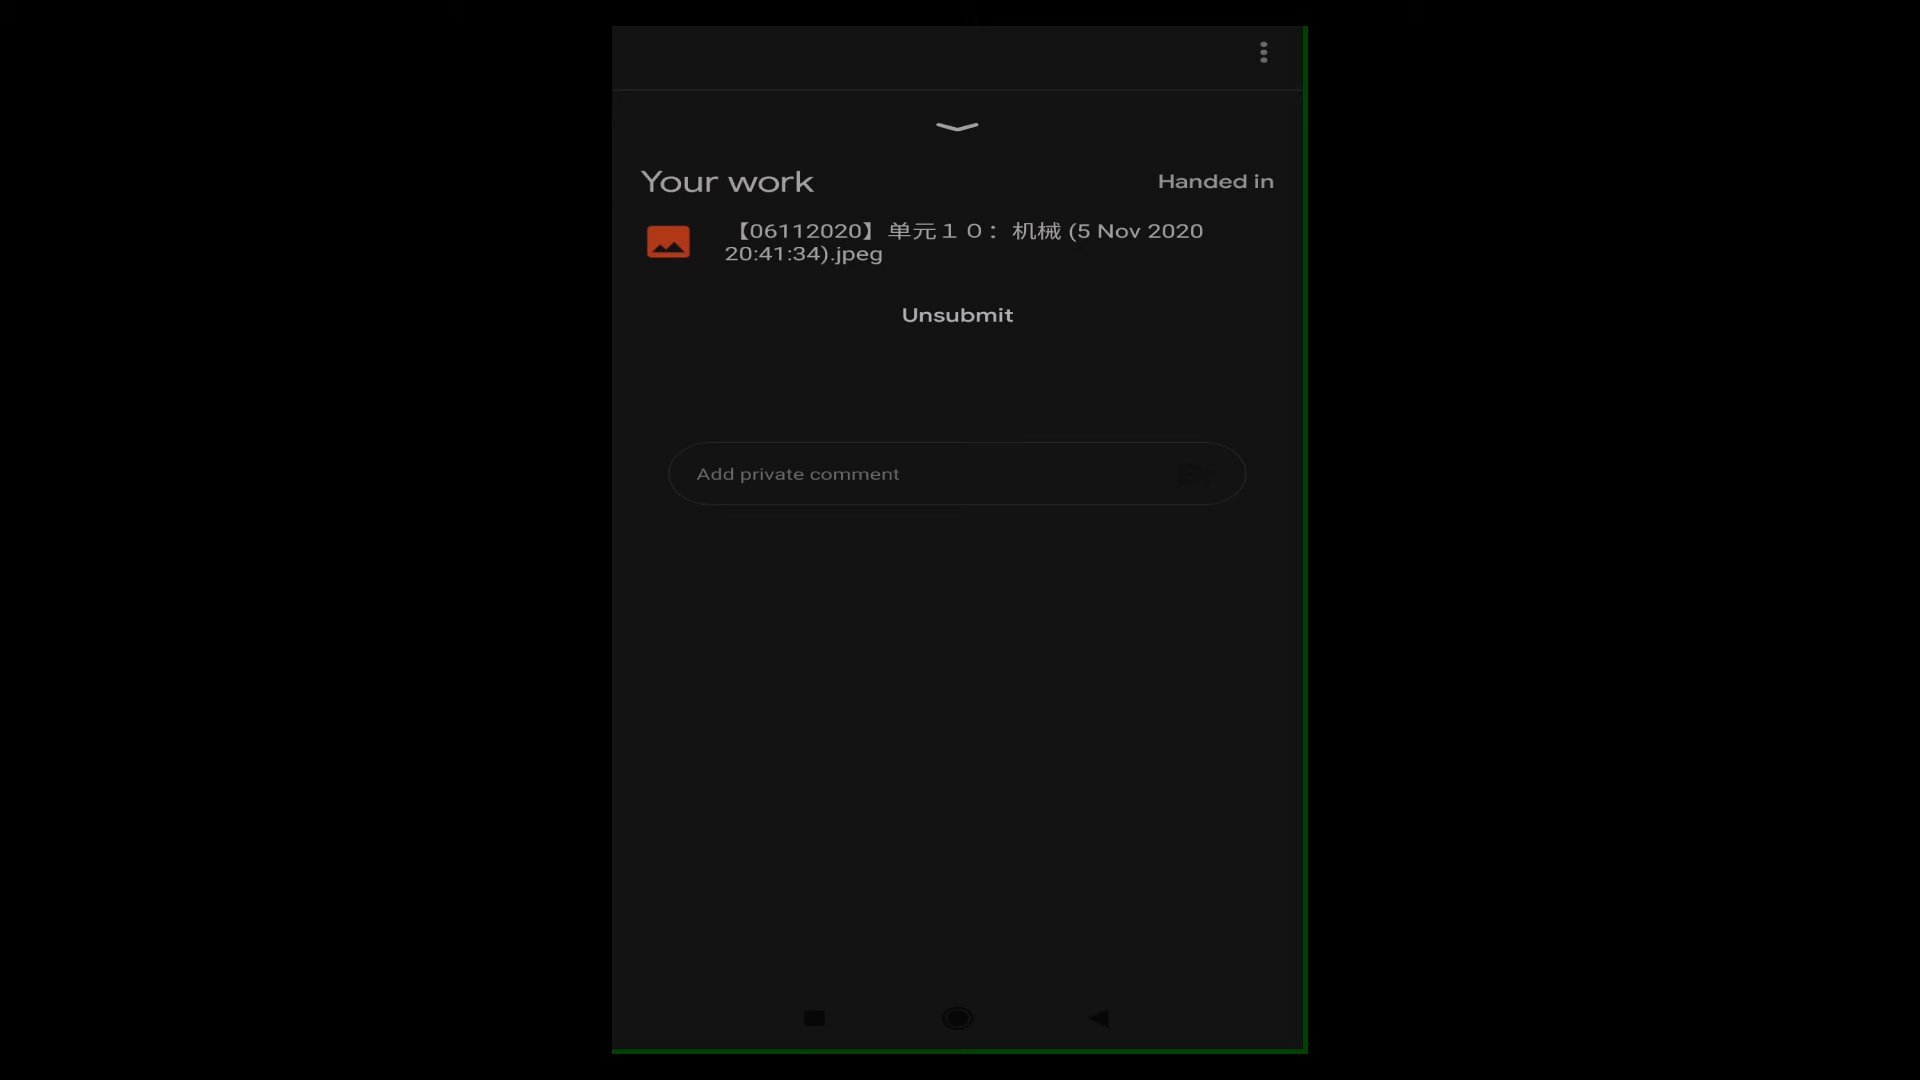 Your work
Handed in
【06112020】 单元１０： 机械 (5 Nov 2020
20:41:34).jpeg
Unsubmit
Add private comment